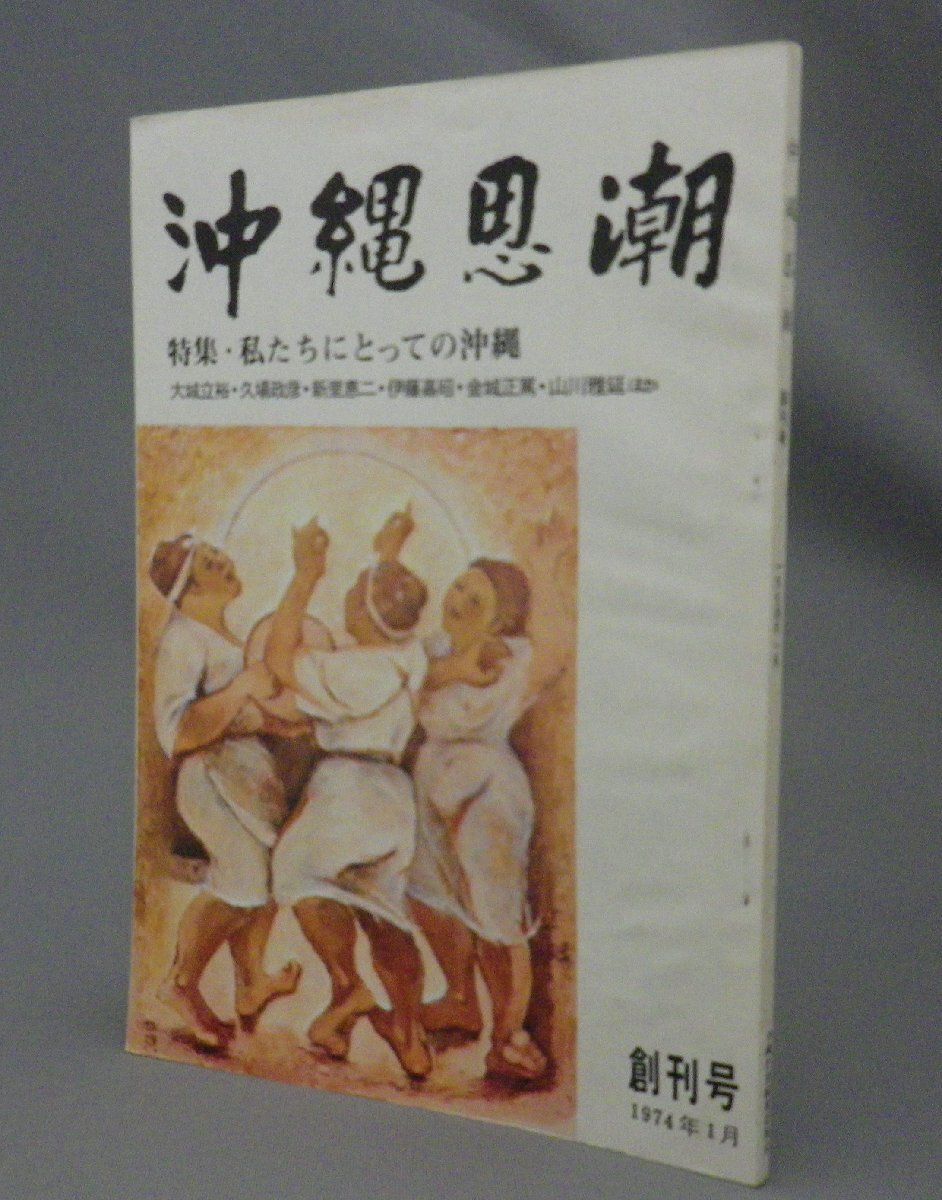 沖縄思潮
特集・私たちにとっての沖縄
大城立裕・久場政彦・新里恵二・伊藤嘉昭・金城正篤・山川雅延(ほか)
創刊号
1974年1月